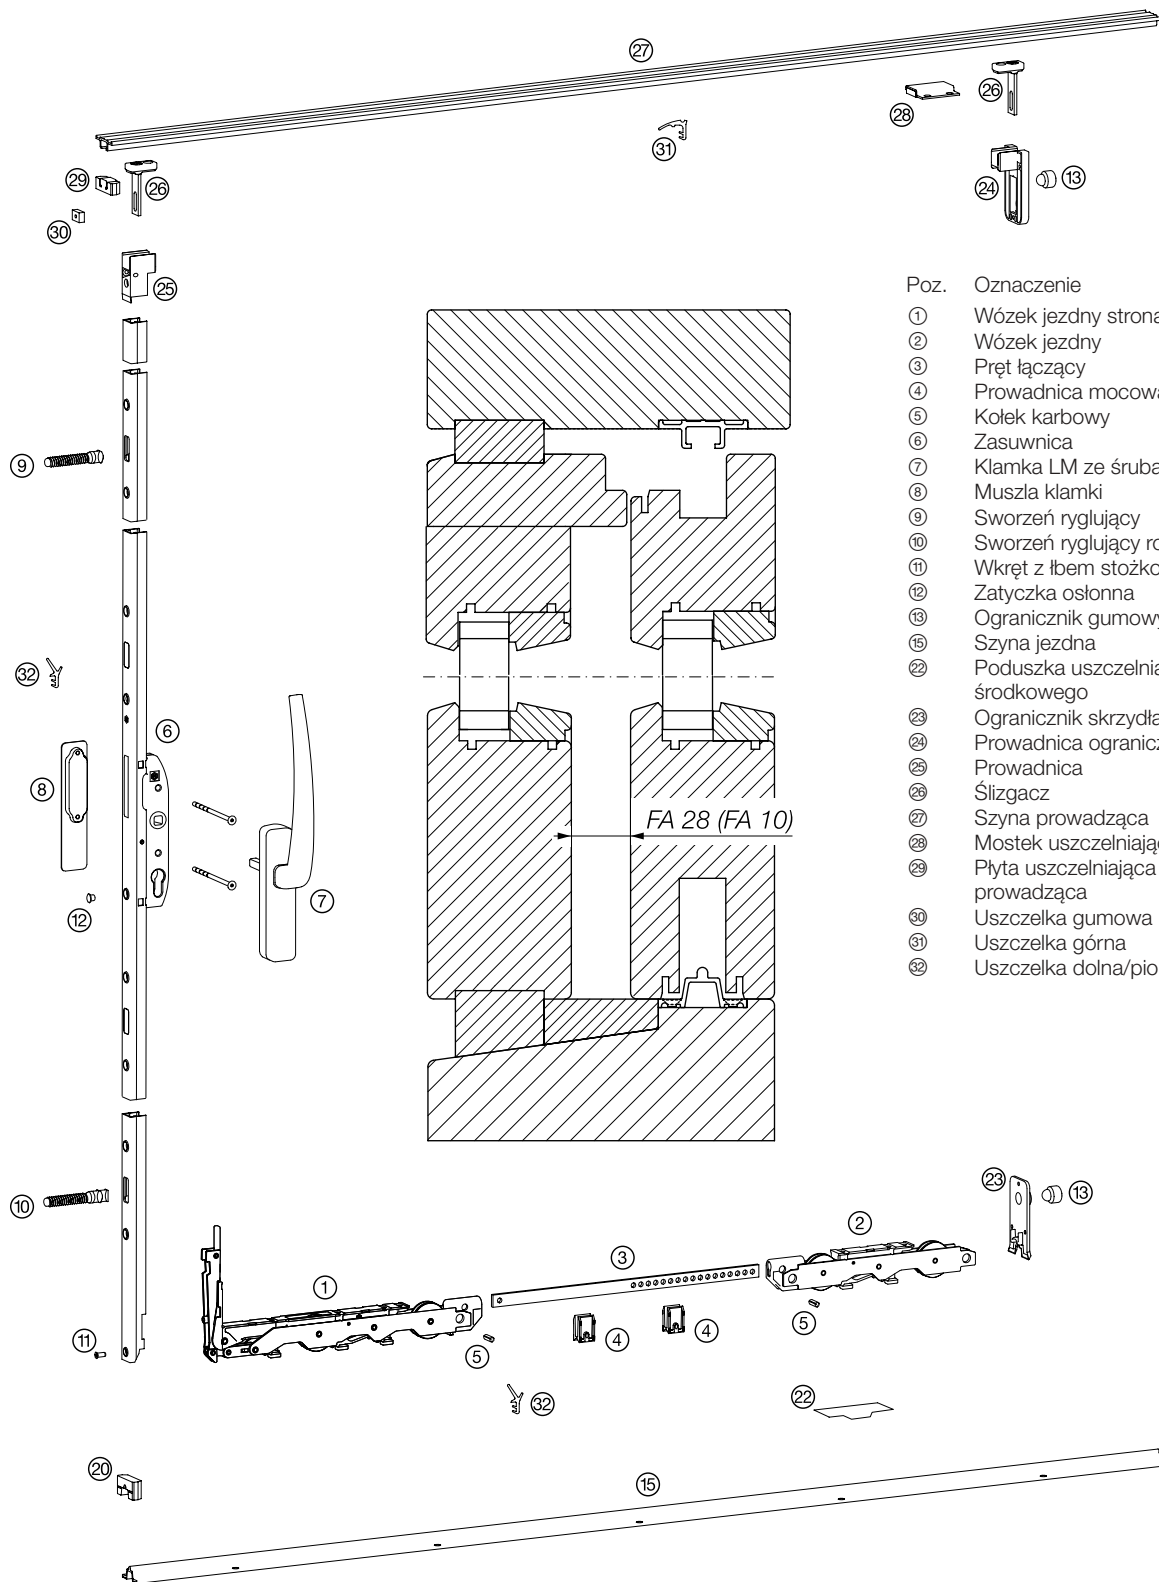 ㉗
㉖
㉘
㉛
㉙
㉖
㉔
⑬
㉚
㉕
Poz. Oznaczenie
① Wózek jezdny strona
② Wózek jezdny
③ Pręt łączący
④ Prowadnica mocowa
⑤ Kołek karbowy
⑥ Zasuwnica
⑦ Klamka LM ze śruba
⑧ Muszla klamki
⑨ Sworzeń ryglujący
⑩ Sworzeń ryglujący ro
⑪ Wkręt z łbem stożko
⑫ Zatyczka osłonna
⑬ Ogranicznik gumowy
⑮ Szyna jezdna
㉒ Poduszka uszczelnia
środkowego
㉓ Ogranicznik skrzydła
㉔ Prowadnica ogranicz
㉕ Prowadnica
㉖ Ślizgacz
㉗ Szyna prowadząca
㉘ Mostek uszczelniając
㉙ Płyta uszczelniająca
prowadząca
㉚ Uszczelka gumowa
㉛ Uszczelka górna
㉜ Uszczelka dolna/pio
⑨
㉜
⑥
⑧
FA 28 (FA 10)
⑦
⑫
⑩
㉓
⑬
②
③
①
⑤
④
④
⑤
⑪
㉜
㉒
⑳
⑮